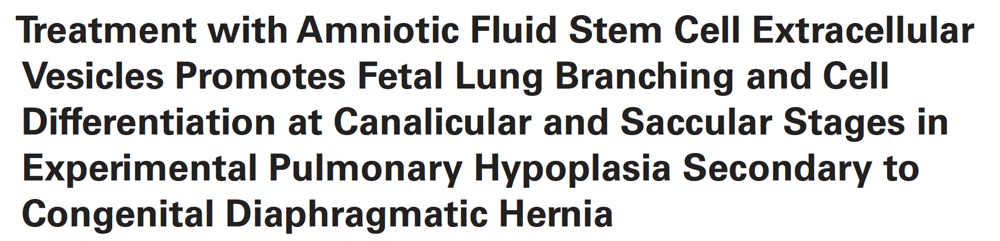 Treatment with Amniotic Fluid Stem Cell Extracellular
Vesicles Promotes Fetal Lung Branching and Cell
Differentiation at Canalicular and Saccular Stages in
Experimental Pulmonary Hypoplasia Secondary to
Congenital Diaphragmatic Hernia